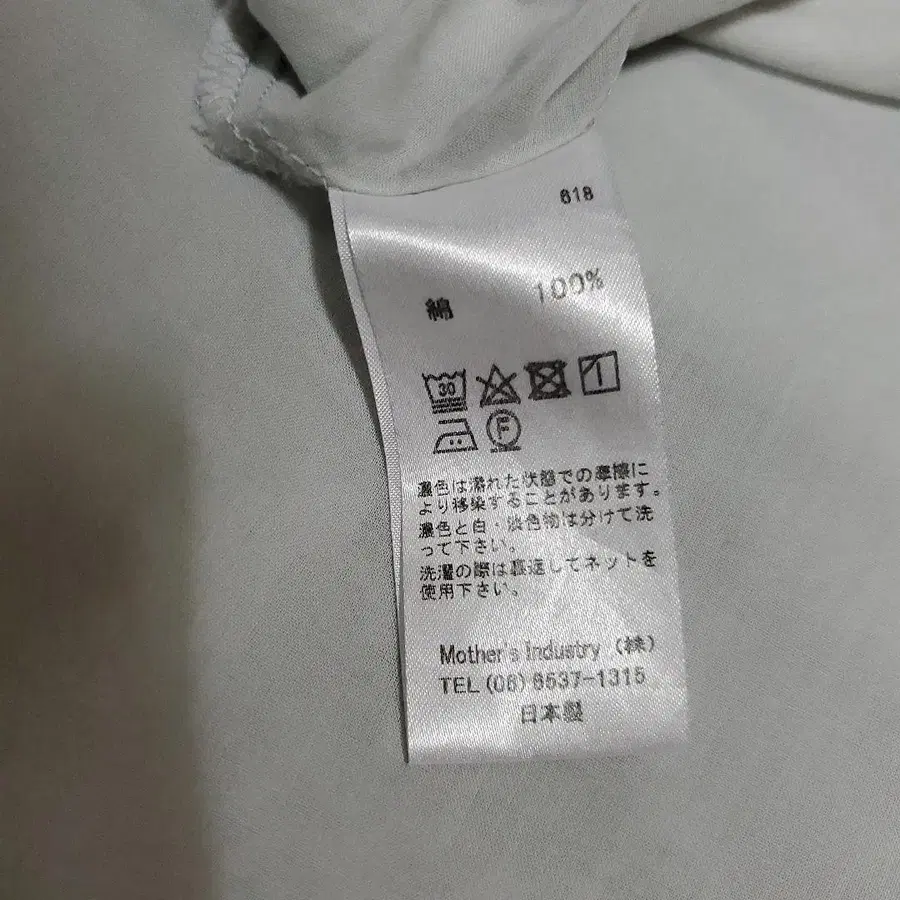 618
綿 100%
30
F
濃色は濡れた状態での摩擦に
より移染することがあります。
濃色と白・淡色物は分けて洗
って下さい。
洗濯の際は裏返してネットを
使用下さい。
Mother's Industry (株)
TEL (06) 6537-1315
日本製